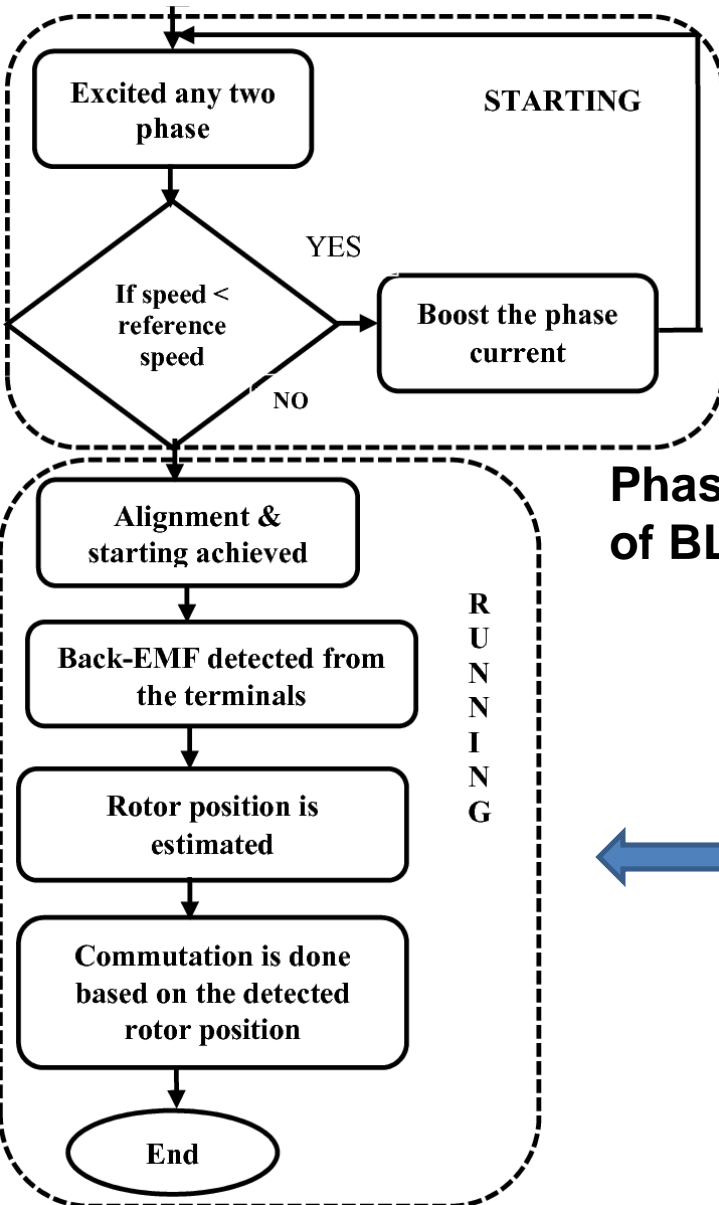 Excited any two
phase
STARTING
YES
If speed <
reference
speed
Boost the phase
current
NO
Alignment &
starting achieved
Back-EMF detected from
the terminals
Rotor position is
estimated
Commutation is done
based on the detected
rotor position
End
R
U
N
N
I
N
G
Phas
of BL